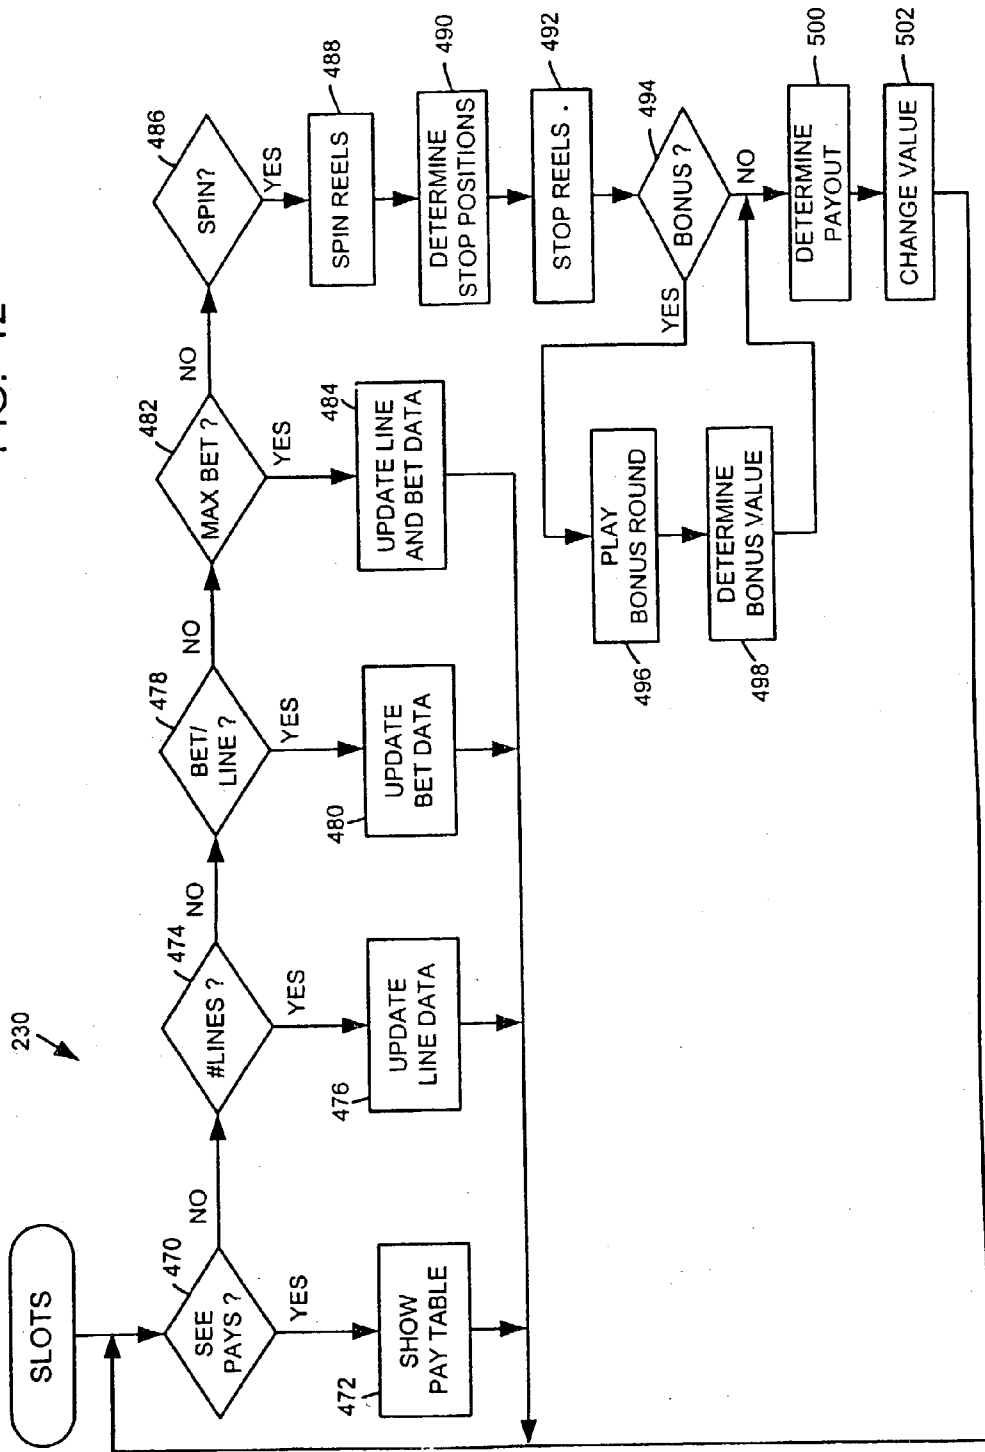 230
SLOTS
470
SEE
PAYS ?
NO
YES
472
SHOW
PAY TABLE
474
#LINES ?
NO
YES
476
UPDATE
LINE DATA
478
BET/
LINE ?
NO
YES
480
UPDATE
BET DATA
482
MAX BET ?
NO
YES
484
UPDATE LINE
AND BET DATA
486
SPIN?
YES
488
SPIN REELS
490
DETERMINE
STOP POSITIONS
492
STOP REELS .
494
BONUS ?
YES
NO
496
PLAY
BONUS ROUND
498
DETERMINE
BONUS VALUE
500
DETERMINE
PAYOUT
502
CHANGE VALUE